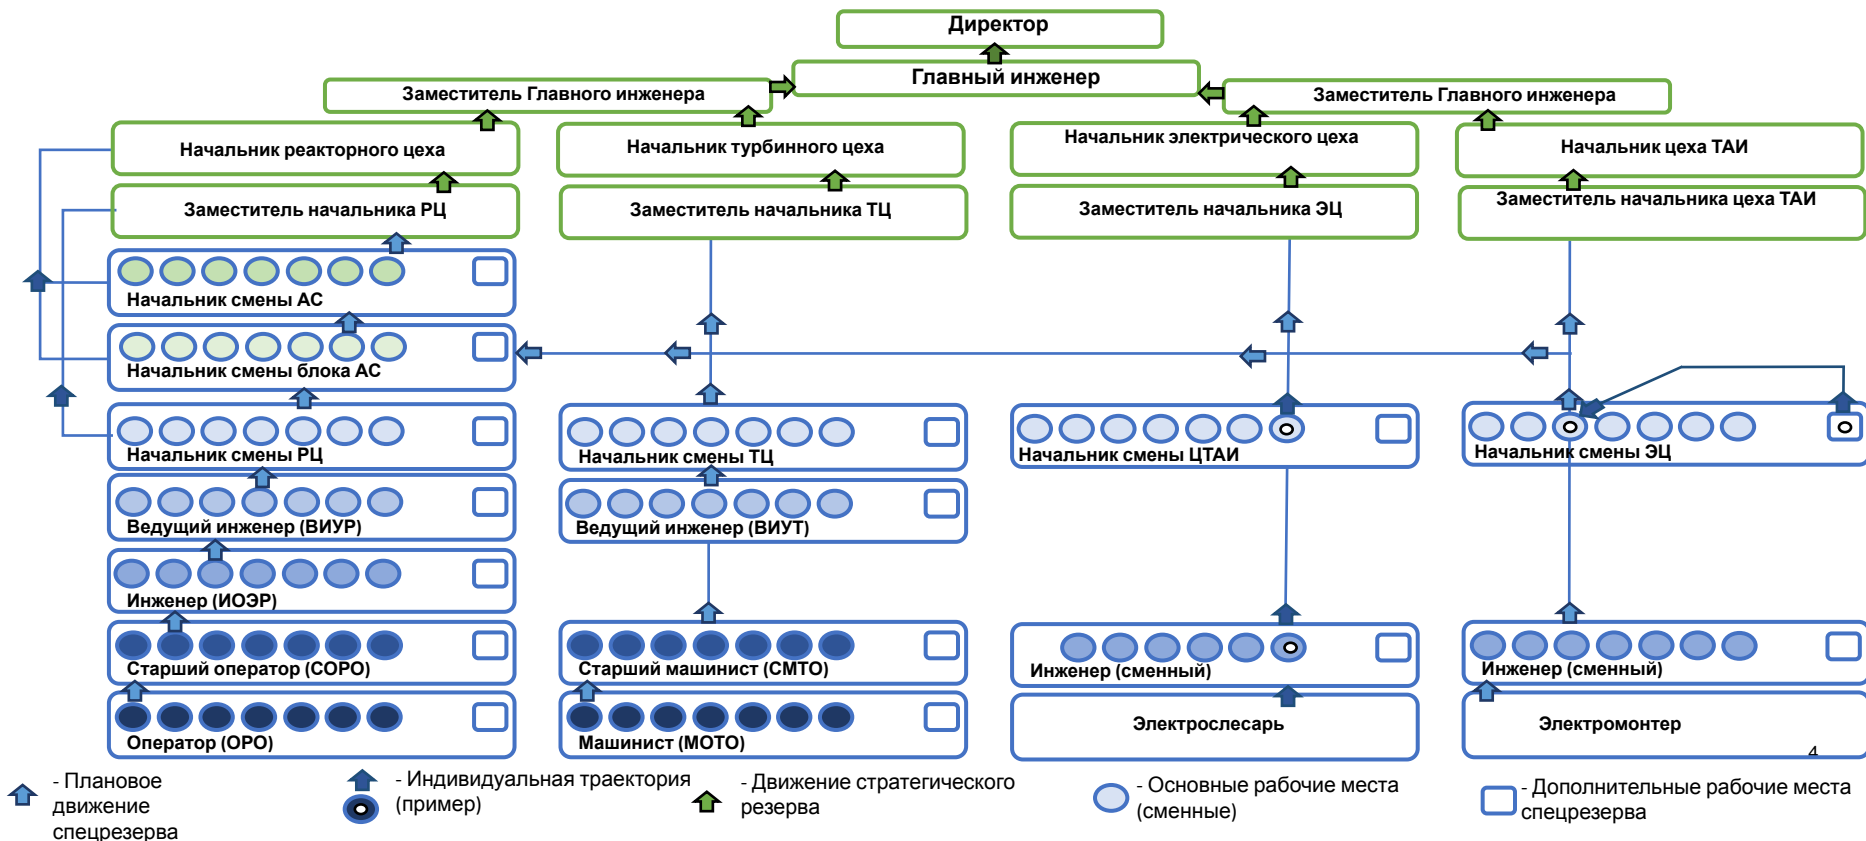 Директор
Главный инженер
Заместитель Главного инженера
Заместитель Главного инженера
Начальник реакторного цеха
Начальник турбинного цеха
Начальник электрического цеха
Начальник цеха ТАИ
Заместитель начальника РЦ
Заместитель начальника ТЦ
Заместитель начальника ЭЦ
Заместитель начальника цеха ТАИ
Начальник смены АС
Начальник смены блока АС
Начальник смены РЦ
Начальник смены ТЦ
Начальник смены ЦТАИ
Начальник смены ЭЦ
Ведущий инженер (ВИУР)
Ведущий инженер (ВИУТ)
Инженер (ИОЭР)
Старший оператор (СОРО)
Старший машинист (СМТО)
Инженер (сменный)
Инженер (сменный)
Оператор (ОРО)
Машинист (МОТО)
Электрослесарь
Электромонтер
4
- Плановое
движение
спецрезерва
- Индивидуальная траектория
(пример)
- Движение стратегического
резерва
- Основные рабочие места
(сменные)
- Дополнительные рабочие места
спецрезерва